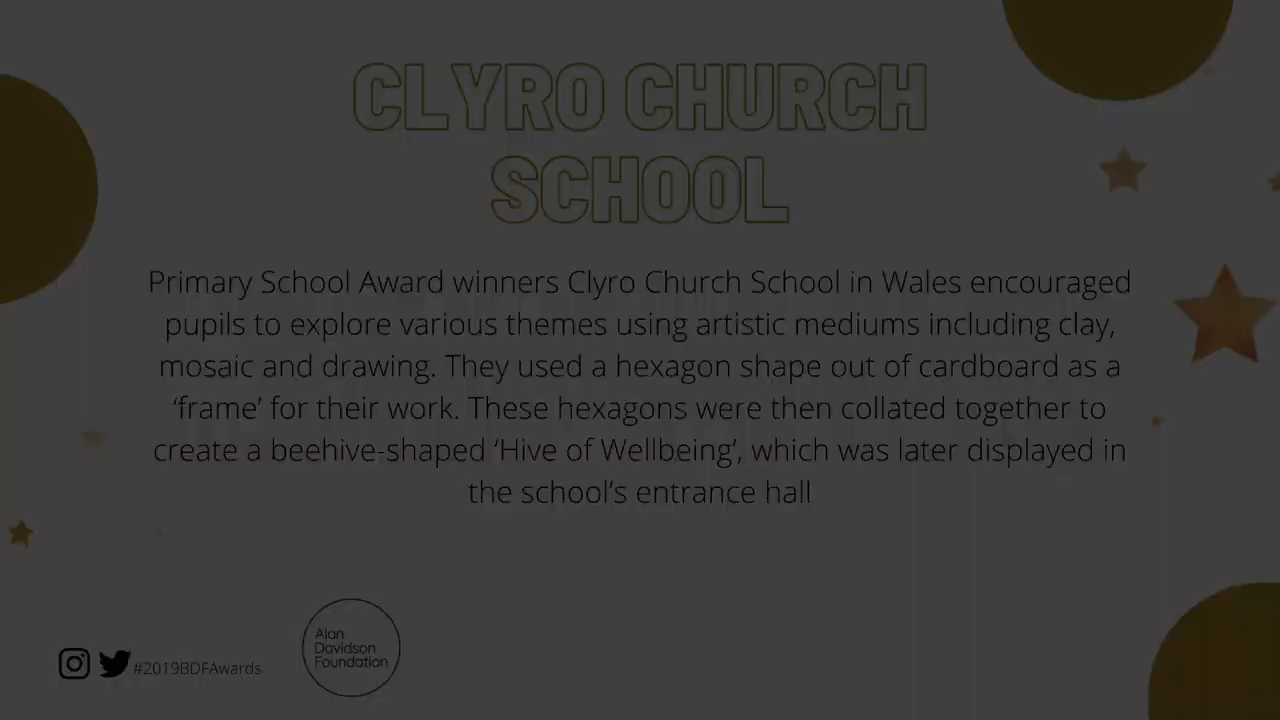 CLYRO CHURCH
SCHOOL
Primary School Award winners Clyro Church School in Wales encouraged
pupils to explore various themes using artistic mediums including clay,
mosaic and drawing. They used a hexagon shape out of cardboard as a
‘frame’ for their work. These hexagons were then collated together to
create a beehive-shaped ‘Hive of Wellbeing’, which was later displayed in
the school’s entrance hall
#2019BDFAwards
Alan
Davidson
Foundation